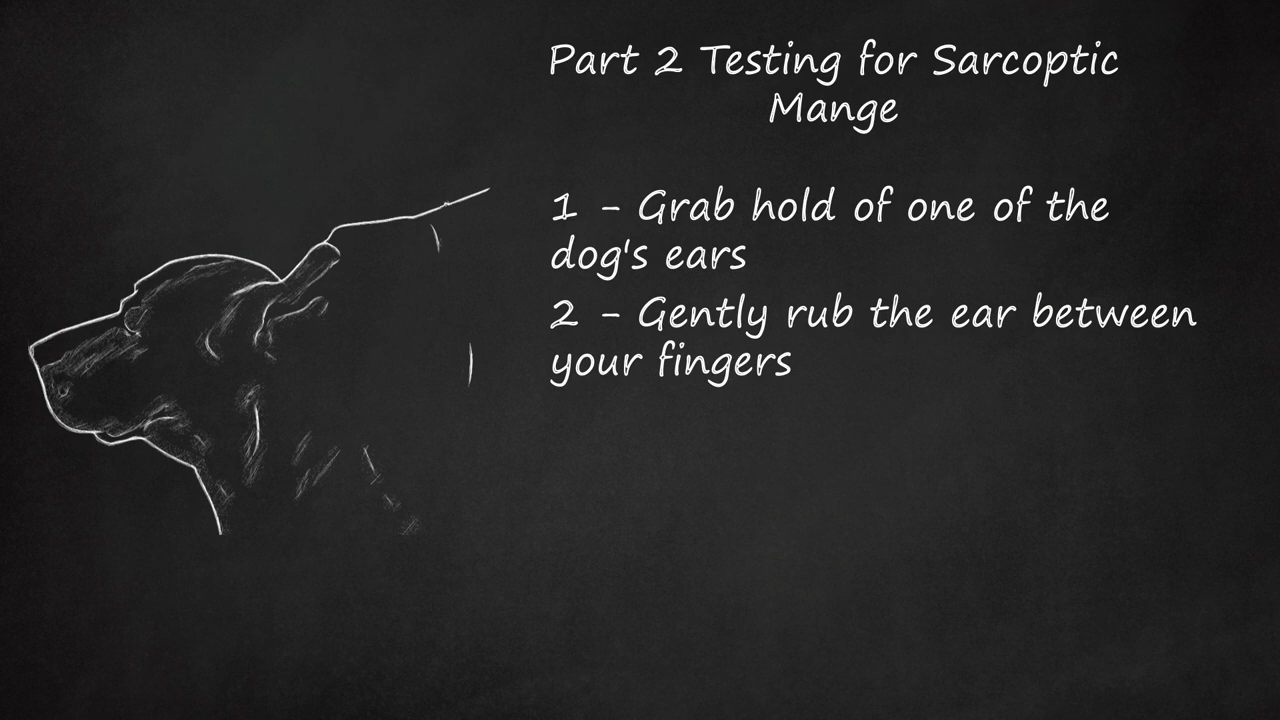 Part 2 Testing for Sarcoptic
Mange
1 - Grab hold of one of the
dog's ears
2 - Gently rub the ear between
your fingers